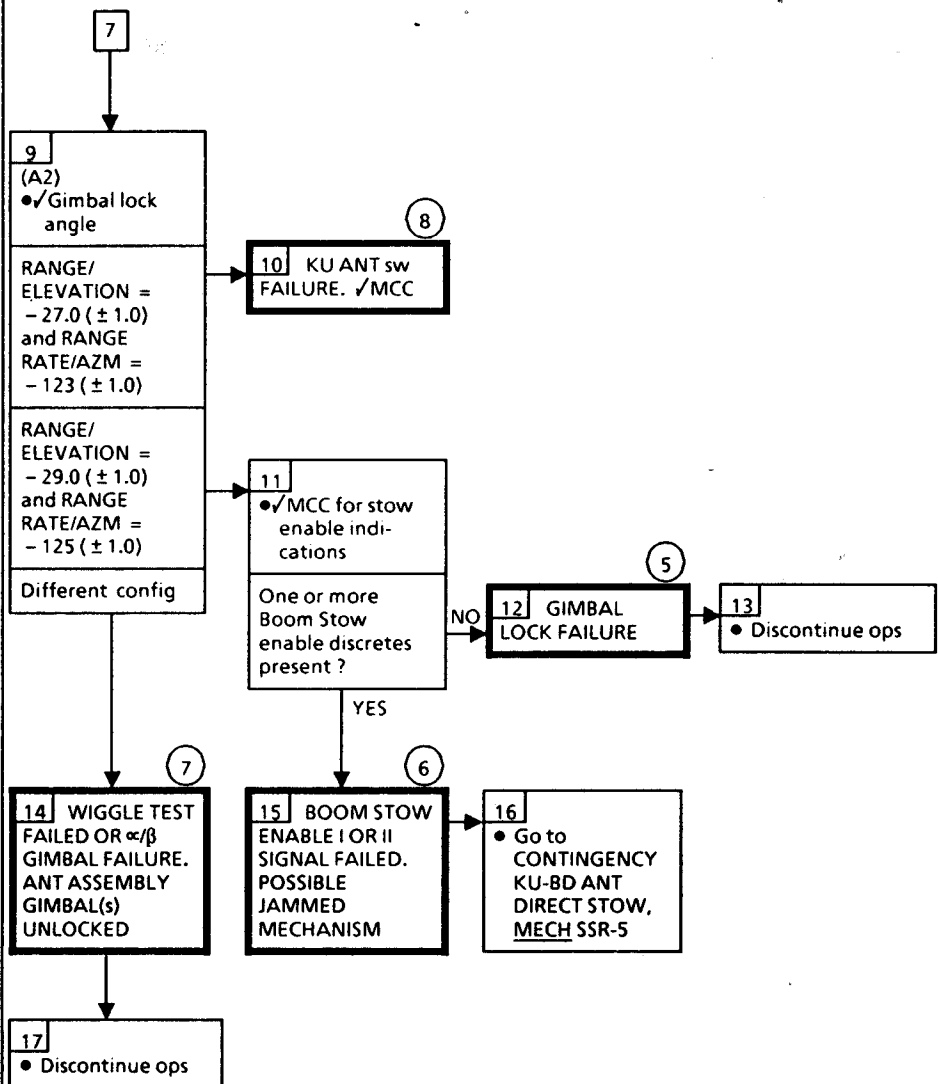 7
9
(A2)
●✓Gimbal lock
angle
RANGE/
ELEVATION =
– 27.0 ( ± 1.0)
and RANGE
RATE/AZM =
– 123 ( ± 1.0)
RANGE/
ELEVATION =
– 29.0 ( ± 1.0)
and RANGE
RATE/AZM =
– 125 ( ± 1.0)
Different config
8
10 KU ANT sw
FAILURE. ✓MCC
11
●✓MCC for stow
enable indi-
cations
One or more
Boom Stow
enable discretes
present ?
NO
YES
5
12 GIMBAL
LOCK FAILURE
13
● Discontinue ops
7
14 WIGGLE TEST
FAILED OR ∝/β
GIMBAL FAILURE.
ANT ASSEMBLY
GIMBAL(s)
UNLOCKED
6
15 BOOM STOW
ENABLE I OR II
SIGNAL FAILED.
POSSIBLE
JAMMED
MECHANISM
16
● Go to
CONTINGENCY
KU-BD ANT
DIRECT STOW,
MECH SSR-5
17
● Discontinue ops